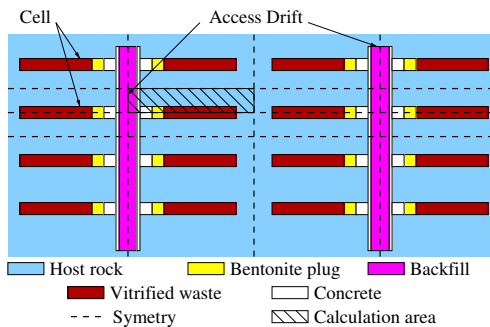 Cell
Access Drift
Host rock
Bentonite plug
Backfill
Vitrified waste
Concrete
Symetry
Calculation area